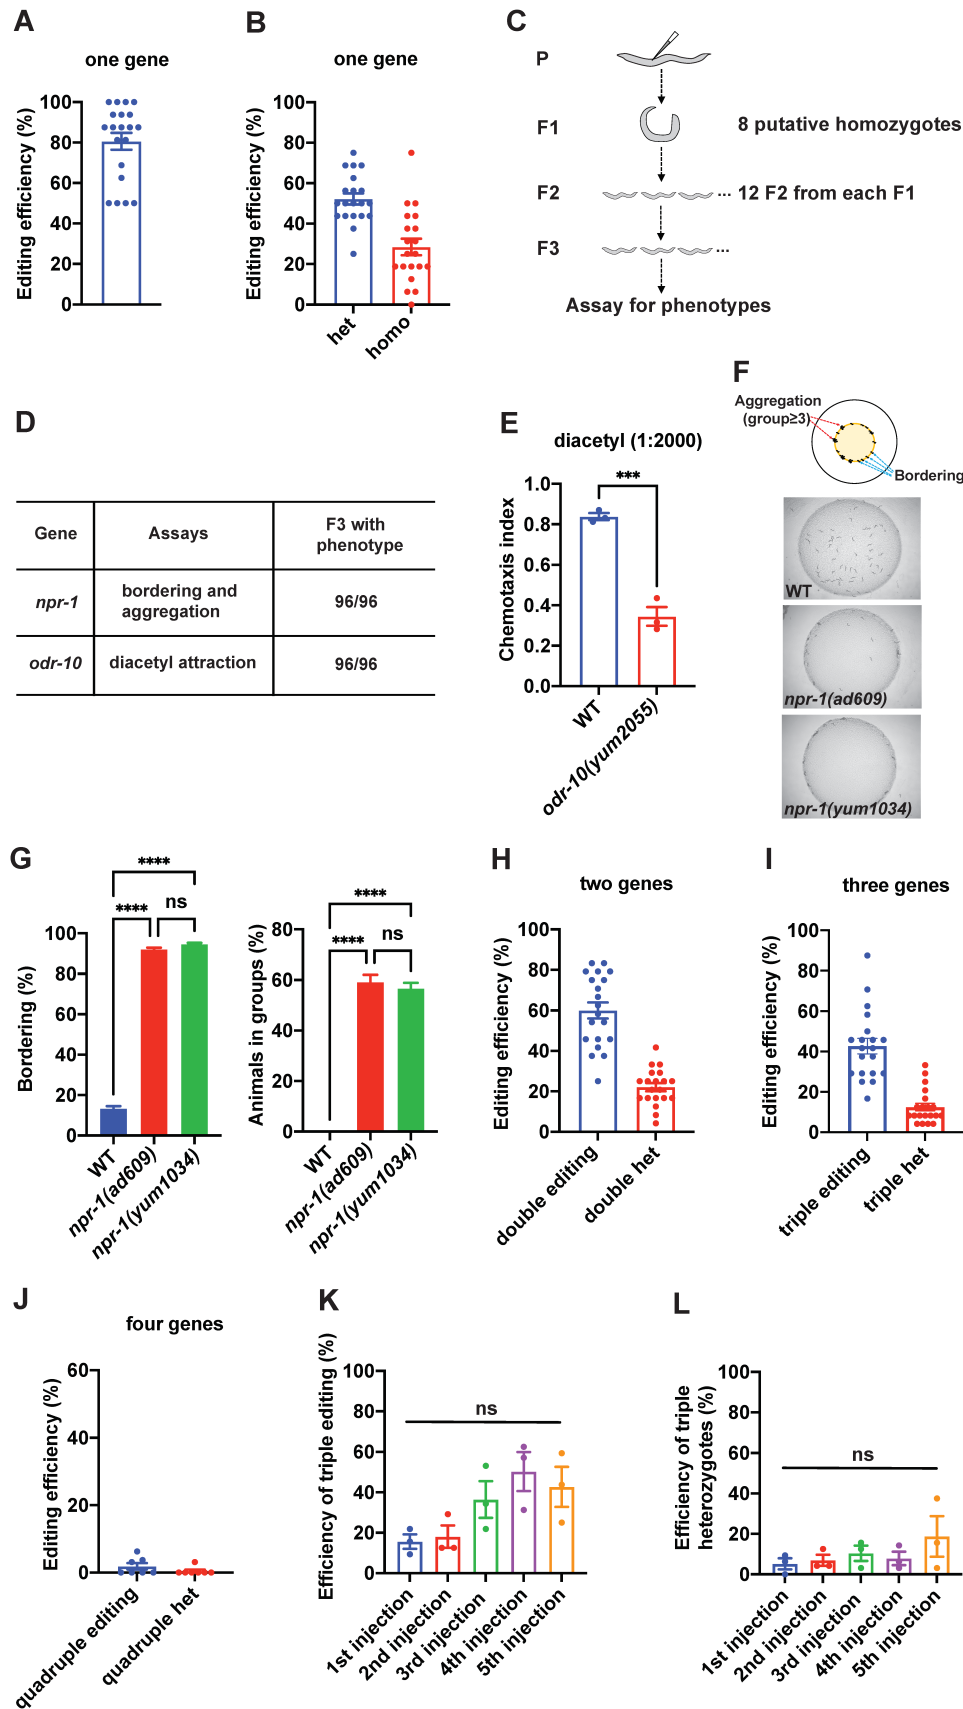 A
one gene
Editing efficiency (%)
100
80
60
40
20
0
B
one gene
Editing efficiency (%)
100
80
60
40
20
0
het
homo
C
P
F1
8 putative homozygotes
F2
··· 12 F2 from each F1
F3
···
Assay for phenotypes
D
Gene
Assays
F3 with
phenotype
npr-1
bordering and
aggregation
96/96
odr-10
diacetyl attraction
96/96
E
diacetyl (1:2000)
Chemotaxis index
1.0
0.8
0.6
0.4
0.2
0.0
***
WT
odr-10(yum2055)
F
Aggregation
(group≥3)
Bordering
WT
npr-1(ad609)
npr-1(yum1034)
G
Bordering (%)
100
80
60
40
20
0
****
****
ns
WT
npr-1(ad609)
npr-1(yum1034)
Animals in groups (%)
80
60
40
20
0
****
****
ns
WT
npr-1(ad609)
npr-1(yum1034)
H
two genes
Editing efficiency (%)
100
80
60
40
20
0
double editing
double het
I
three genes
Editing efficiency (%)
100
80
60
40
20
0
triple editing
triple het
J
four genes
Editing efficiency (%)
60
40
20
0
quadruple editing
quadruple het
K
Efficiency of triple editing (%)
100
80
60
40
20
0
ns
1st injection
2nd injection
3rd injection
4th injection
5th injection
L
Efficiency of triple
heterozygotes (%)
100
80
60
40
20
0
ns
1st injection
2nd injection
3rd injection
4th injection
5th injection